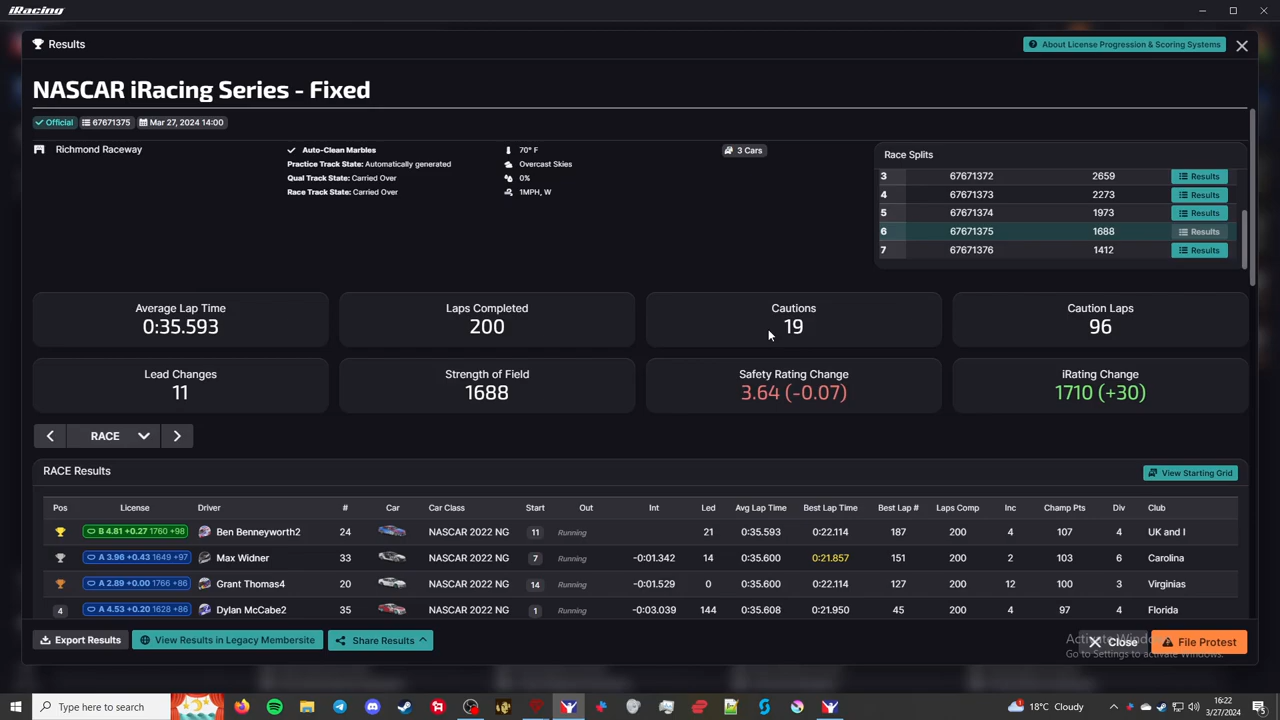 iRacing
Results
About License Progression & Scoring Systems
NASCAR iRacing Series - Fixed
Official 67671375 Mar 27, 2024 14:00
Richmond Raceway
Auto-Clean Marbles
Practice Track State: Automatically generated
Qual Track State: Carried Over
Race Track State: Carried Over
70° F
Overcast Skies
0%
1MPH, W
3 Cars
Race Splits
3 67671372 2659 Results
4 67671373 2273 Results
5 67671374 1973 Results
6 67671375 1688 Results
7 67671376 1412 Results
Average Lap Time
0:35.593
Laps Completed
200
Cautions
19
Caution Laps
96
Lead Changes
11
Strength of Field
1688
Safety Rating Change
3.64 (-0.07)
iRating Change
1710 (+30)
RACE
RACE Results
View Starting Grid
Pos License Driver # Car Car Class Start Out Int Led Avg Lap Time Best Lap Time Best Lap # Laps Comp Inc Champ Pts Div Club
B 4.81 +0.27 1760 +98 Ben Benneyworth2 24 NASCAR 2022 NG 11 Running 21 0:35.593 0:22.114 187 200 4 107 4 UK and I
A 3.96 +0.43 1649 +97 Max Widner 33 NASCAR 2022 NG 7 Running -0:01.342 14 0:35.600 0:21.857 151 200 2 103 6 Carolina
A 2.89 +0.00 1766 +86 Grant Thomas4 20 NASCAR 2022 NG 14 Running -0:01.529 0 0:35.600 0:22.114 127 200 12 100 3 Virginias
4 A 4.53 +0.20 1628 +86 Dylan McCabe2 35 NASCAR 2022 NG 1 Running -0:03.039 144 0:35.608 0:21.950 45 200 4 97 4 Florida
Export Results
View Results in Legacy Membersite
Share Results
Close
File Protest
Go to Settings to activate Windows.
Type here to search
18°C Cloudy
16:22
3/27/2024